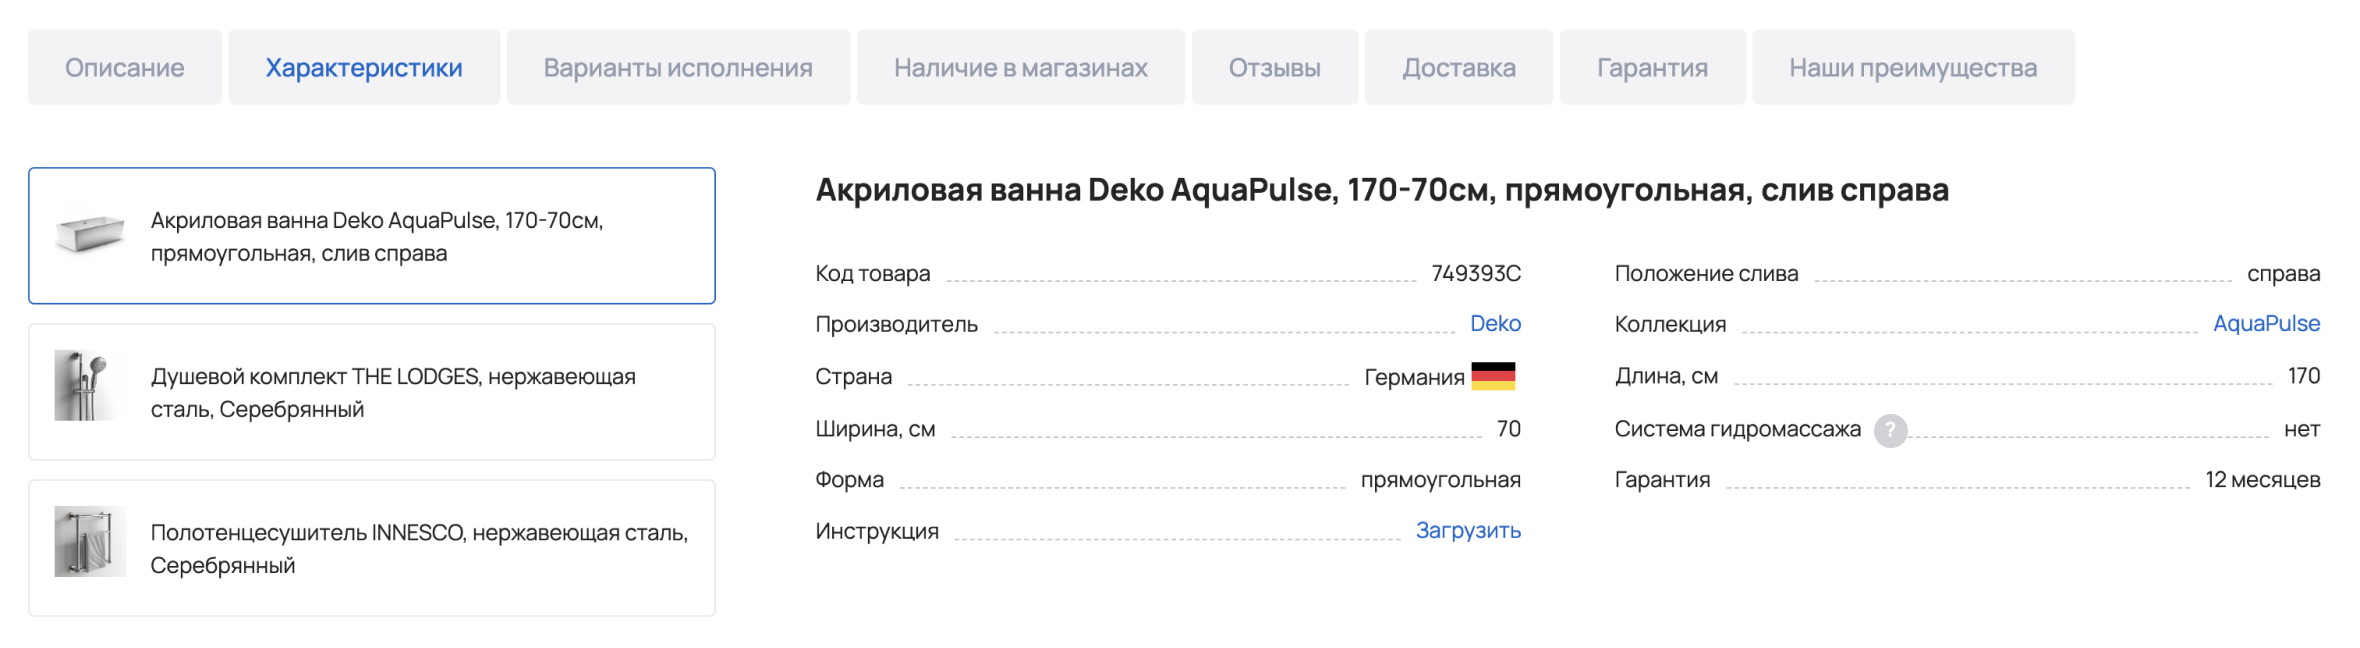 Описание Характеристики Варианты исполнения Наличие в магазинах Отзывы Доставка Гарантия Наши преимущества
Акриловая ванна Deko AquaPulse, 170-70см,
прямоугольная, слив справа
Душевой комплект THE LODGES, нержавеющая
сталь, Серебрянный
Полотенцесушитель INNESCO, нержавеющая сталь,
Серебрянный
Акриловая ванна Deko AquaPulse, 170-70см, прямоугольная, слив справа
Код товара 749393C
Производитель Deko
Страна Германия
Ширина, см 70
Форма прямоугольная
Инструкция Загрузить
Положение слива справа
Коллекция AquaPulse
Длина, см 170
Система гидромассажа ? нет
Гарантия 12 месяцев